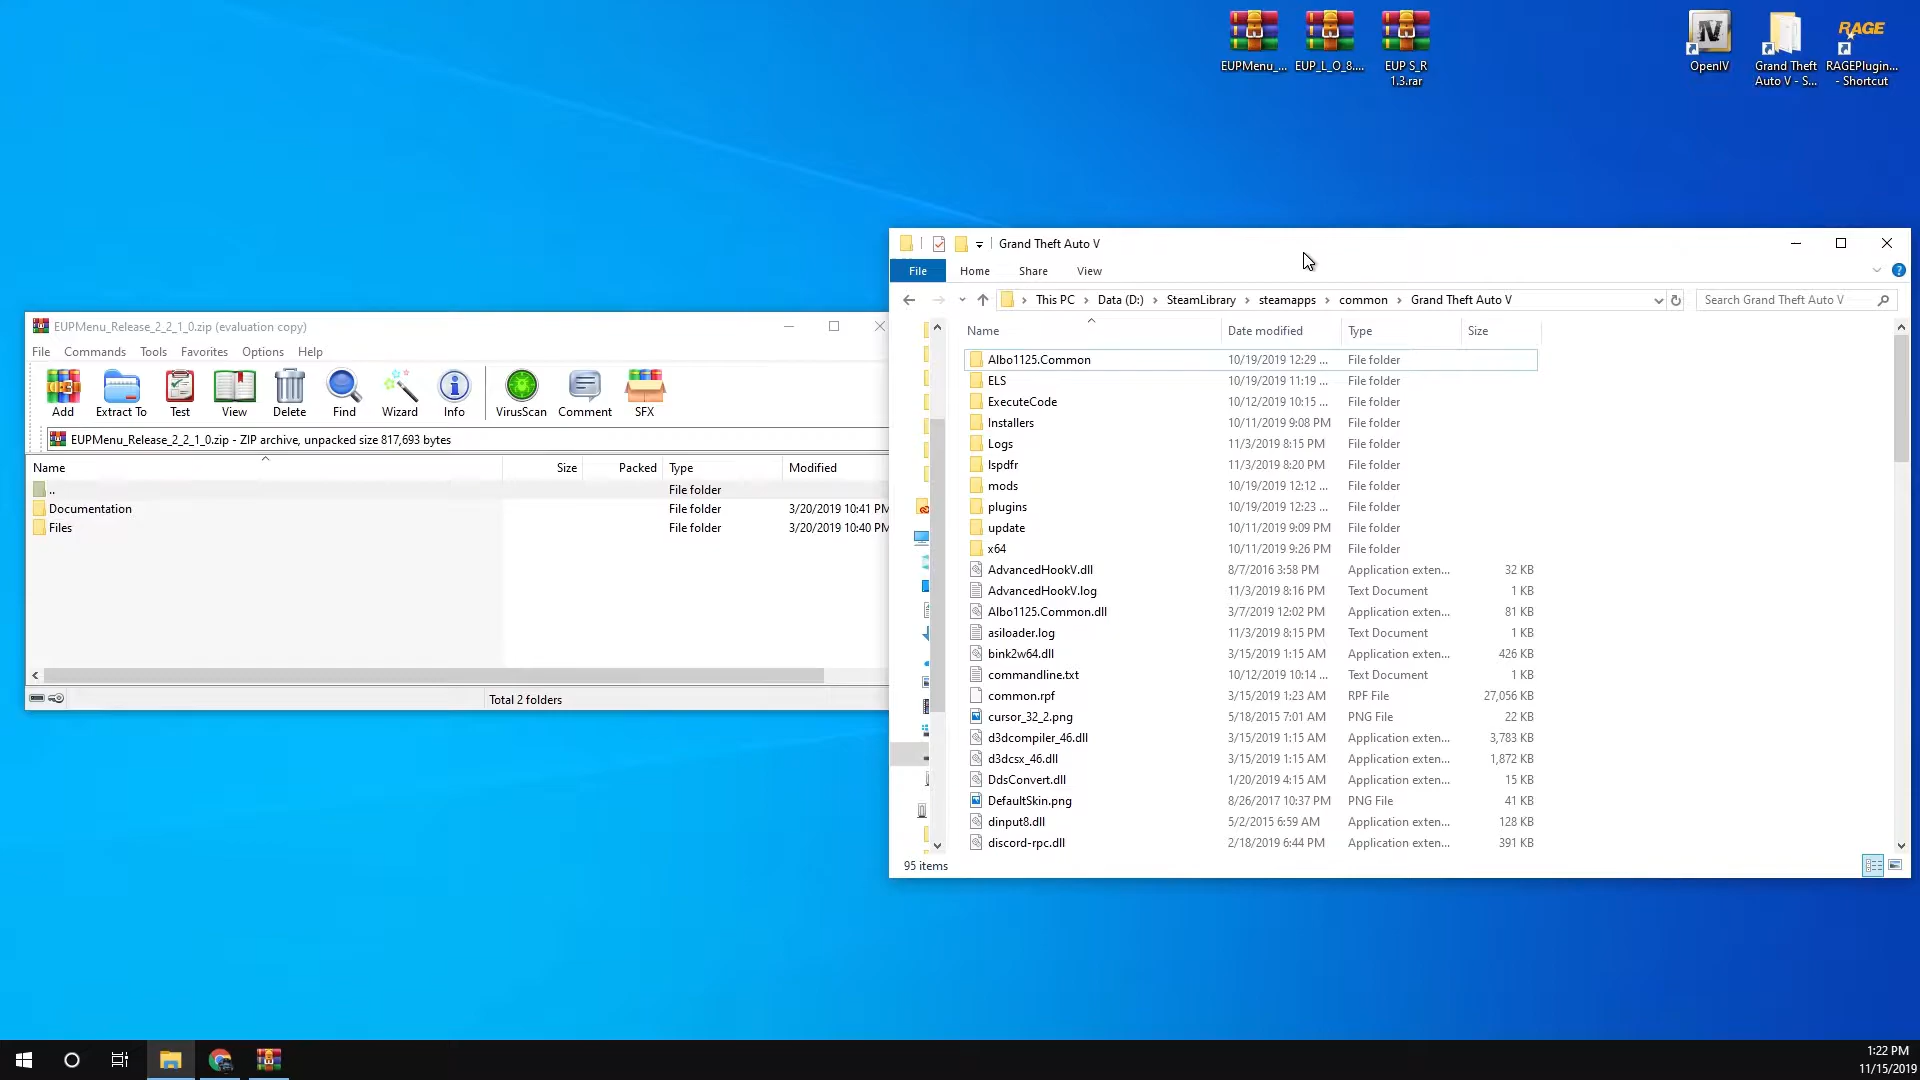 EUPMenu_... EUP_L_O_8.... EUP S_R
1.3.rar
OpenIV
Grand Theft
Auto V - S...
RAGE
RAGEPlugin...
- Shortcut
EUPMenu_Release_2_2_1_0.zip (evaluation copy)
File Commands Tools Favorites Options Help
Add Extract To Test View Delete Find Wizard Info VirusScan Comment SFX
EUPMenu_Release_2_2_1_0.zip - ZIP archive, unpacked size 817,693 bytes
Name Size Packed Type Modified
.. File folder
Documentation File folder 3/20/2019 10:41 PM
Files File folder 3/20/2019 10:40 PM
Total 2 folders
Grand Theft Auto V
File Home Share View
This PC Data (D:) SteamLibrary steamapps common Grand Theft Auto V Search Grand Theft Auto V
Name Date modified Type Size
Albo1125.Common 10/19/2019 12:29 ... File folder
ELS 10/19/2019 11:19 ... File folder
ExecuteCode 10/12/2019 10:15 ... File folder
Installers 10/11/2019 9:08 PM File folder
Logs 11/3/2019 8:15 PM File folder
lspdfr 11/3/2019 8:20 PM File folder
mods 10/19/2019 12:12 ... File folder
plugins 10/19/2019 12:23 ... File folder
update 10/11/2019 9:09 PM File folder
x64 10/11/2019 9:26 PM File folder
AdvancedHookV.dll 8/7/2016 3:58 PM Application exten... 32 KB
AdvancedHookV.log 11/3/2019 8:16 PM Text Document 1 KB
Albo1125.Common.dll 3/7/2019 12:02 PM Application exten... 81 KB
asiloader.log 11/3/2019 8:15 PM Text Document 1 KB
bink2w64.dll 3/15/2019 1:15 AM Application exten... 426 KB
commandline.txt 10/12/2019 10:14 ... Text Document 1 KB
common.rpf 3/15/2019 1:23 AM RPF File 27,056 KB
cursor_32_2.png 5/18/2015 7:01 AM PNG File 22 KB
d3dcompiler_46.dll 3/15/2019 1:15 AM Application exten... 3,783 KB
d3dcsx_46.dll 3/15/2019 1:15 AM Application exten... 1,872 KB
DdsConvert.dll 1/20/2019 4:15 AM Application exten... 15 KB
DefaultSkin.png 8/26/2017 10:37 PM PNG File 41 KB
dinput8.dll 5/2/2015 6:59 AM Application exten... 128 KB
discord-rpc.dll 2/18/2019 6:44 PM Application exten... 391 KB
95 items
1:22 PM
11/15/2019